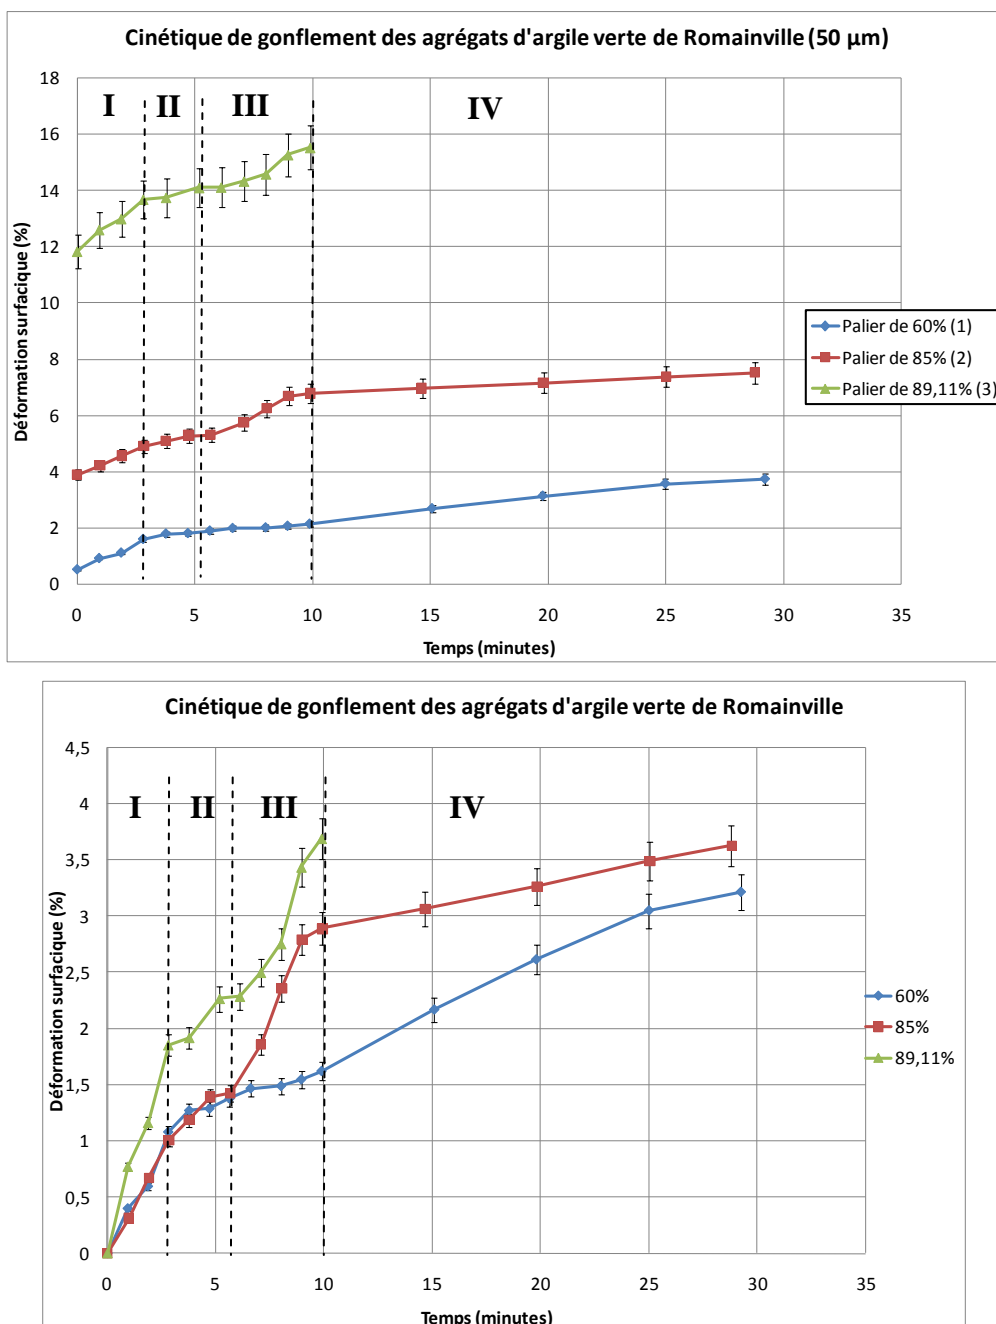 Cinétique de gonflement des agrégats d'argile verte de Romainville (50 µm)
18
16
14
12
10
8
6
4
2
0
Déformation surfacique (%)
I
II
III
IV
Palier de 60% (1)
Palier de 85% (2)
Palier de 89,11% (3)
0 5 10 15 20 25 30 35
Temps (minutes)
Cinétique de gonflement des agrégats d'argile verte de Romainville
4,5
4
3,5
3
2,5
2
1,5
1
0,5
0
Déformation surfacique (%)
I
II
III
IV
60%
85%
89,11%
0 5 10 15 20 25 30 35
Temps (minutes)